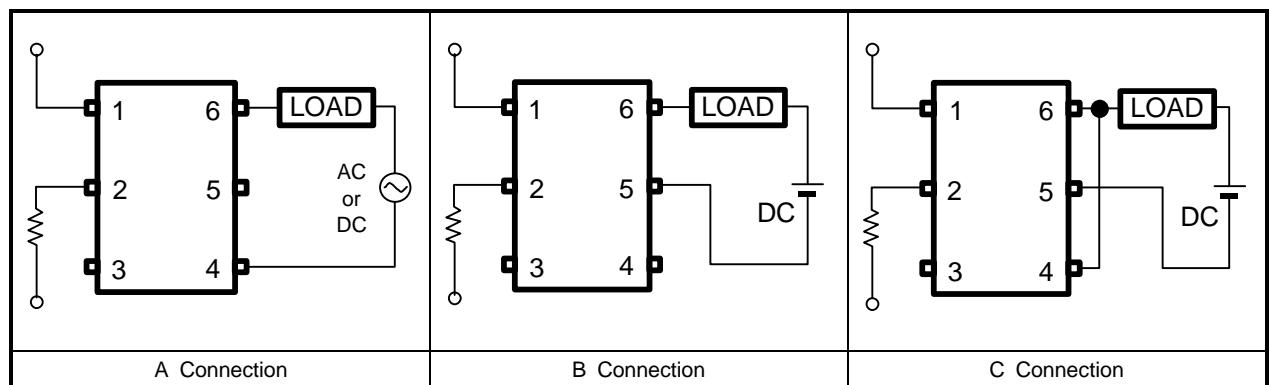 1 6 LOAD
2 5 AC or DC
3 4
A Connection
1 6 LOAD
2 5 DC
3 4
B Connection
1 6 LOAD
2 5 DC
3 4
C Connection